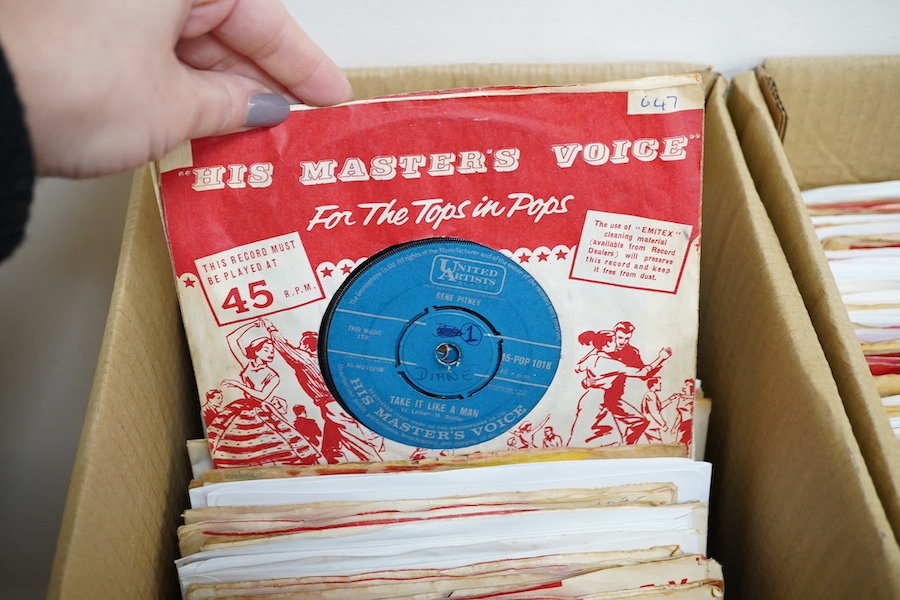 647
"HIS MASTER'S VOICE"
For The Tops in Pops
THIS RECORD MUST
BE PLAYED AT
45 R.P.M.
The use of "EMITEX"
cleaning material
(available from Record
Dealers) will preserve
this record and keep
it free from dust.
UNITED
ARTISTS
GENE PITNEY
1
45-POP 1018
DIANE
TAKE IT LIKE A MAN
HIS MASTER'S VOICE